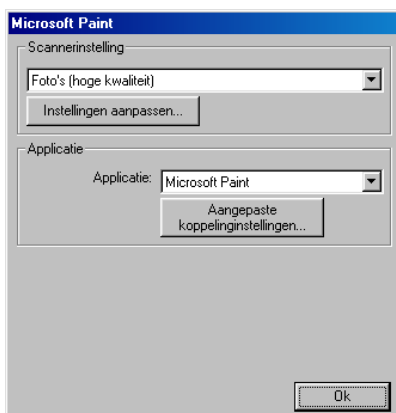 Microsoft Paint
Scannerinstelling
Foto's (hoge kwaliteit)
Instellingen aanpassen...
Applicatie
Applicatie: Microsoft Paint
Aangepaste
koppelinginstellingen...
Ok